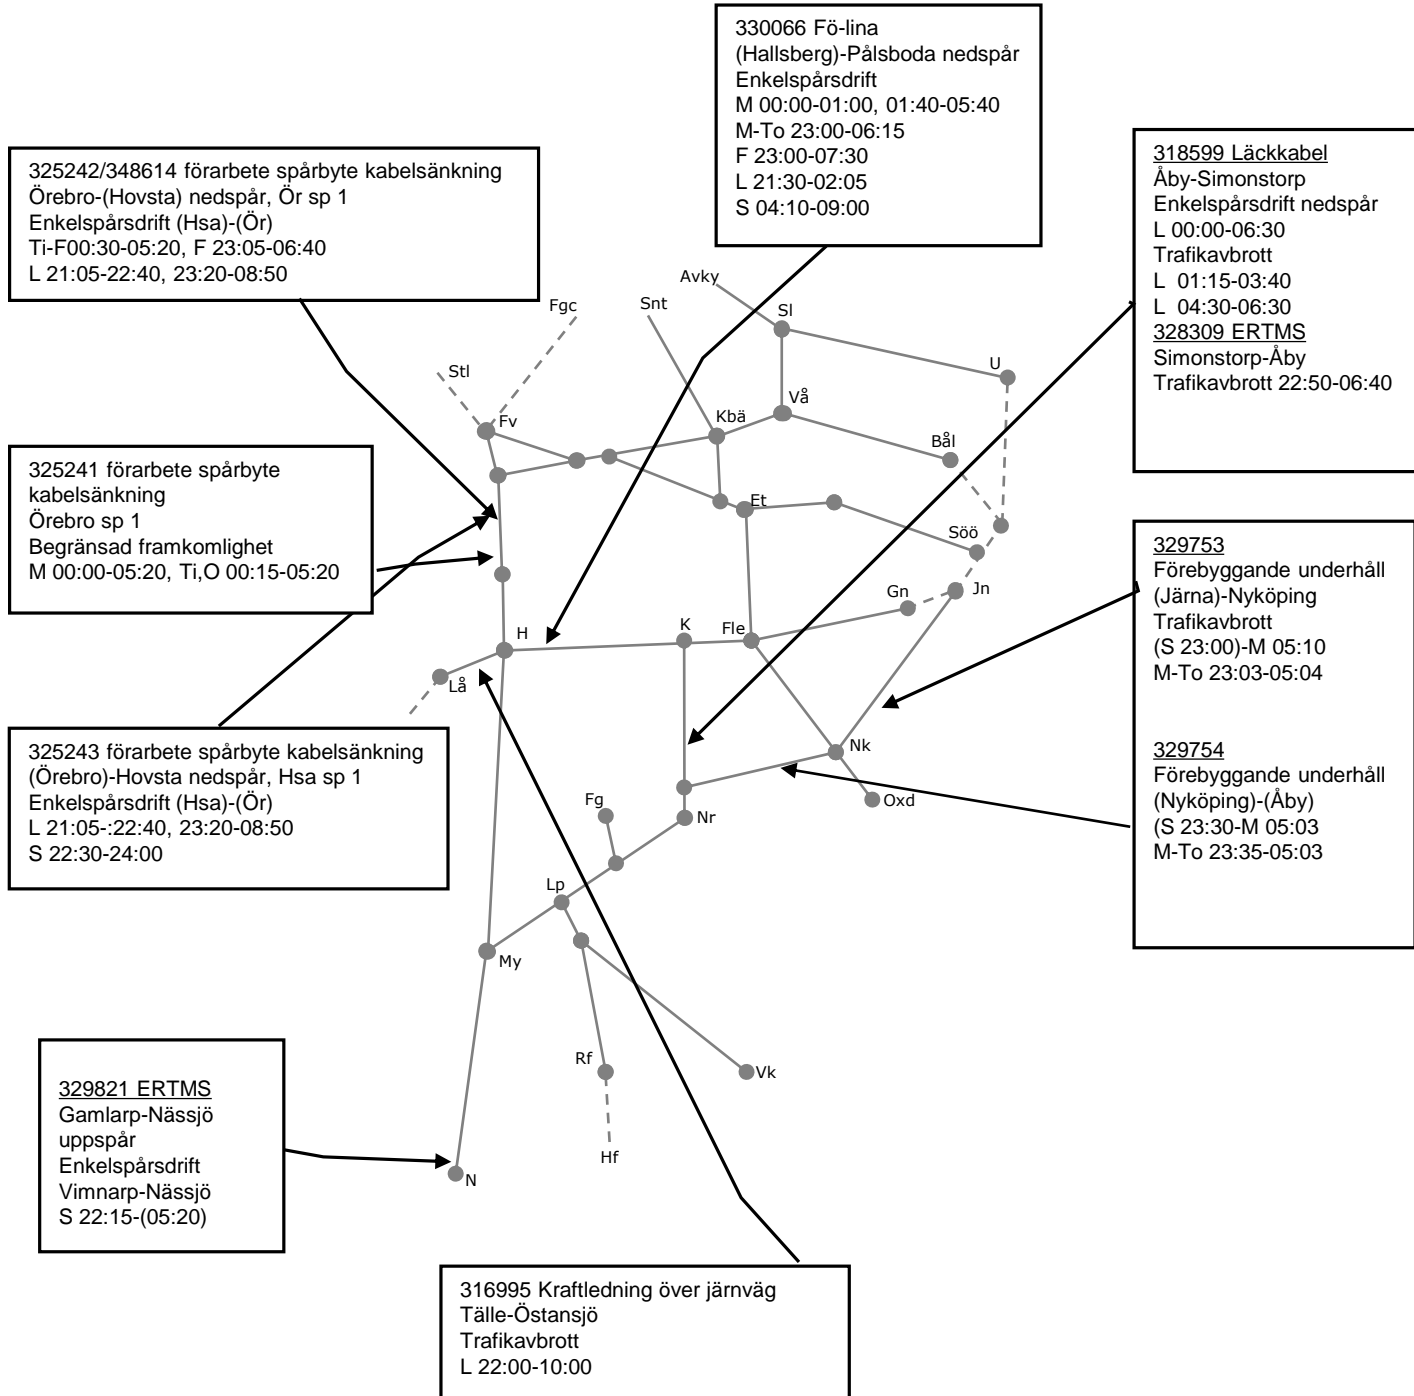 330066 Fö-lina
(Hallsberg)-Pålsboda nedspår
Enkelspårsdrift
M 00:00-01:00, 01:40-05:40
M-To 23:00-06:15
F 23:00-07:30
L 21:30-02:05
S 04:10-09:00
325242/348614 förarbete spårbyte kabelsänkning
Örebro-(Hovsta) nedspår, Ör sp 1
Enkelspårsdrift (Hsa)-(Ör)
Ti-F00:30-05:20, F 23:05-06:40
L 21:05-22:40, 23:20-08:50
318599 Läckkabel
Åby-Simonstorp
Enkelspårsdrift nedspår
L 00:00-06:30
Trafikavbrott
L  01:15-03:40
L  04:30-06:30
328309 ERTMS
Simonstorp-Åby
Trafikavbrott 22:50-06:40
Avky
Fgc
Snt
Sl
Stl
U
Fv
Kbä
Vå
Bål
325241 förarbete spårbyte
kabelsänkning
Örebro sp 1
Begränsad framkomlighet
M 00:00-05:20, Ti,O 00:15-05:20
Et
Söö
Gn
Jn
329753
Förebyggande underhåll
(Järna)-Nyköping
Trafikavbrott
(S 23:00)-M 05:10
M-To 23:03-05:04
329754
Förebyggande underhåll
(Nyköping)-(Åby)
(S 23:30-M 05:03
M-To 23:35-05:03
H
K
Fle
Lå
325243 förarbete spårbyte kabelsänkning
(Örebro)-Hovsta nedspår, Hsa sp 1
Enkelspårsdrift (Hsa)-(Ör)
L 21:05-:22:40, 23:20-08:50
S 22:30-24:00
Nk
Oxd
Fg
Nr
Lp
My
Rf
Vk
Hf
N
329821 ERTMS
Gamlarp-Nässjö
uppspår
Enkelspårsdrift
Vimnarp-Nässjö
S 22:15-(05:20)
316995 Kraftledning över järnväg
Tälle-Östansjö
Trafikavbrott
L 22:00-10:00